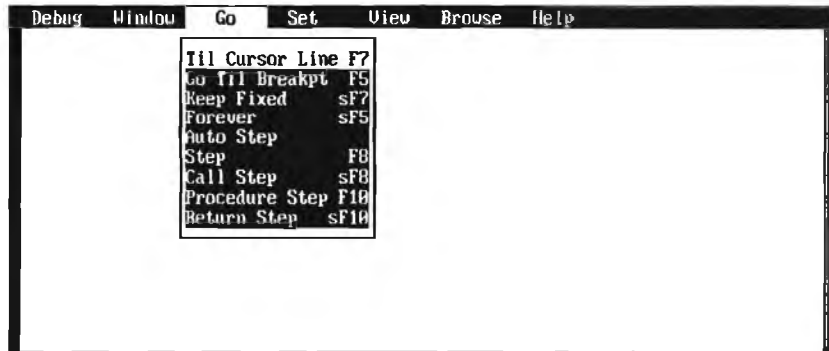 Debug Window Go Set View Browse Help
Til Cursor Line F7
Go Til Breakpt F5
Keep Fixed sF7
Forever sF5
Auto Step
Step F8
Call Step sF8
Procedure Step F10
Return Step sF10